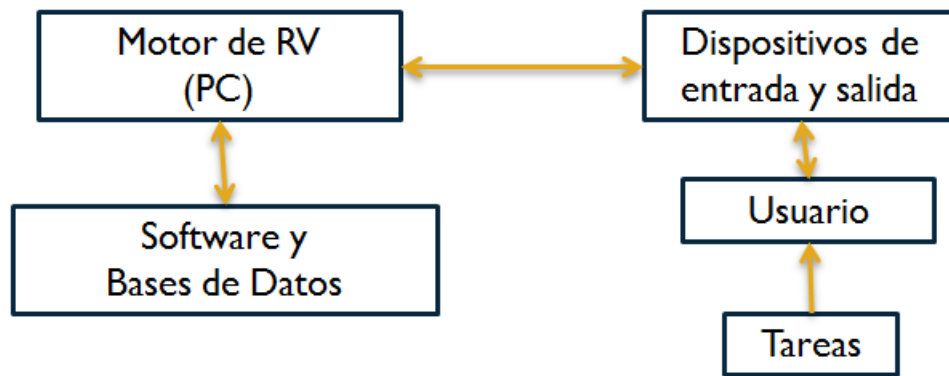 Motor de RV
(PC)
Dispositivos de
entrada y salida
Software y
Bases de Datos
Usuario
Tareas